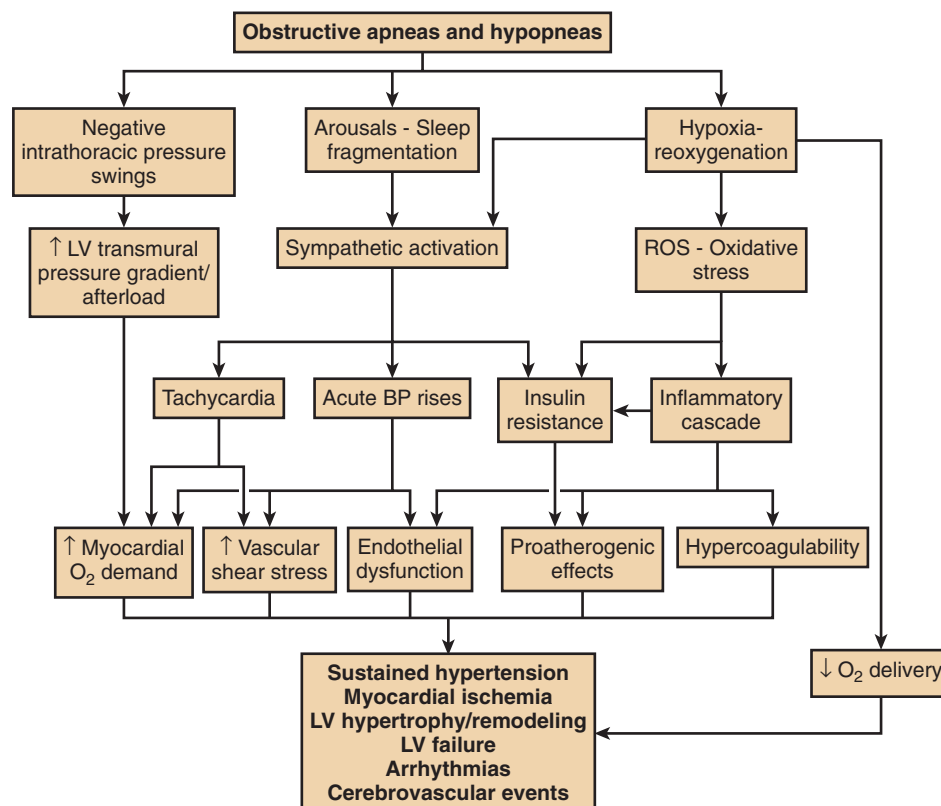 Obstructive apneas and hypopneas
Negative
intrathoracic pressure
swings
Arousals - Sleep
fragmentation
Hypoxia-
reoxygenation
↑ LV transmural
pressure gradient/
afterload
Sympathetic activation
ROS - Oxidative
stress
Tachycardia
Acute BP rises
Insulin
resistance
Inflammatory
cascade
↑ Myocardial
O₂ demand
↑ Vascular
shear stress
Endothelial
dysfunction
Proatherogenic
effects
Hypercoagulability
↓ O₂ delivery
Sustained hypertension
Myocardial ischemia
LV hypertrophy/remodeling
LV failure
Arrhythmias
Cerebrovascular events